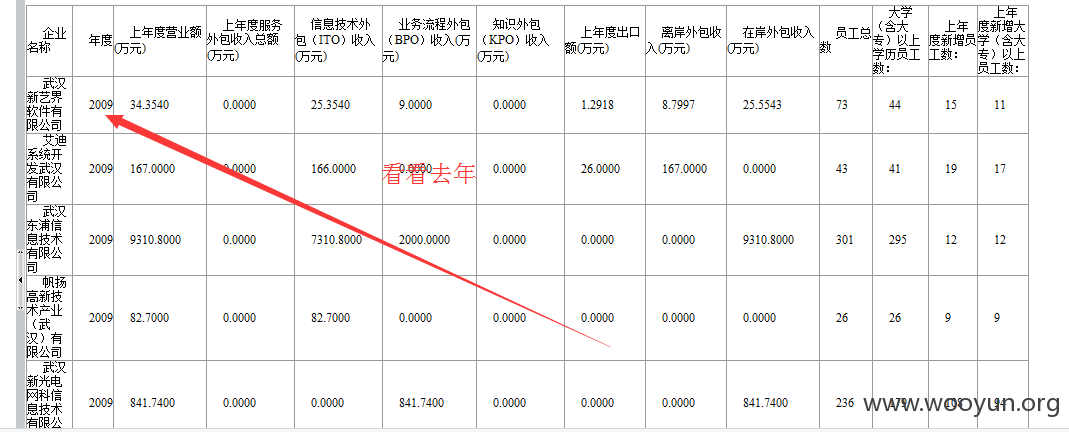 企业名称 年度 上年度营业额(万元) 上年度服务外包收入总额(万元) 信息技术外包（ITO）收入(万元) 业务流程外包（BPO）收入(万元) 知识外包（KPO）收入(万元) 上年度出口额(万元) 离岸外包收入(万元) 在岸外包收入(万元) 员工总数 大学（含大专）以上学历员工数: 上年度新增员工数: 上年度新增大学（含大专）以上员工数:
武汉新艺界软件有限公司 2009 34.3540 0.0000 25.3540 9.0000 0.0000 1.2918 8.7997 25.5543 73 44 15 11
艾迪系统开发武汉有限公司 2009 167.0000 0.0000 166.0000 0.0000 0.0000 26.0000 167.0000 0.0000 43 41 19 17
看看去年
武汉东浦信息技术有限公司 2009 9310.8000 0.0000 7310.8000 2000.0000 0.0000 0.0000 0.0000 9310.8000 301 295 12 12
帆扬高新技术产业（武汉）有限公司 2009 82.7000 0.0000 82.7000 0.0000 0.0000 0.0000 0.0000 0.0000 26 26 9 9
武汉新光电网科信息技术有限公 2009 841.7400 0.0000 0.0000 841.7400 0.0000 0.0000 0.0000 841.7400 236
www.wooyun.org